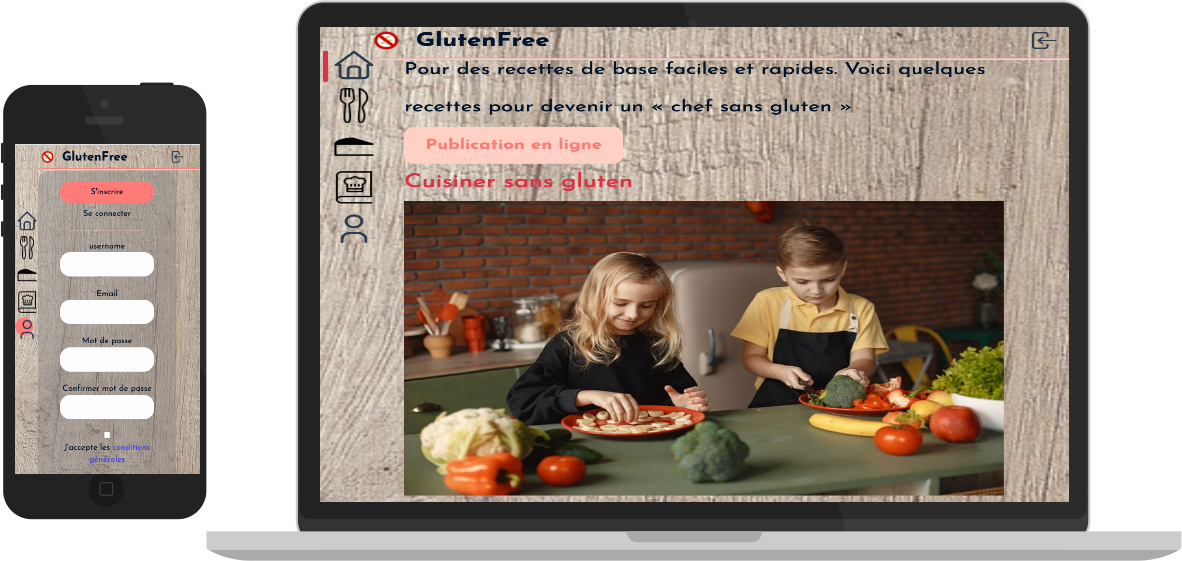 GlutenFree
S'inscrire
Se connecter
username
Email
Mot de passe
Confirmer mot de passe
J'accepte les conditions
générales
GlutenFree
Pour des recettes de base faciles et rapides. Voici quelques
recettes pour devenir un « chef sans gluten »
Publication en ligne
Cuisiner sans gluten